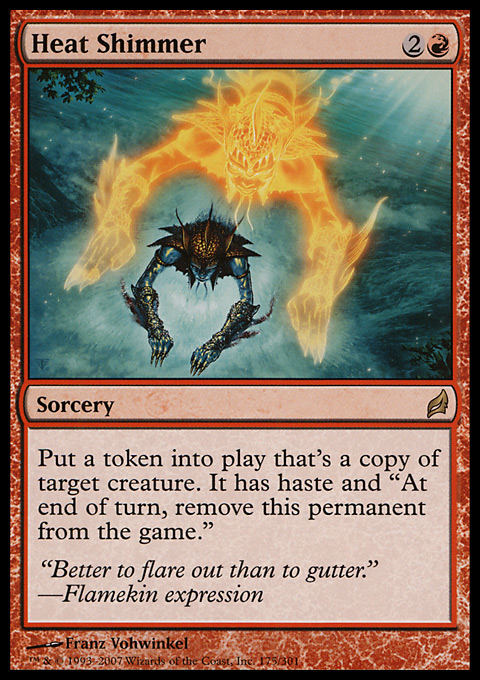 Heat Shimmer 2
Sorcery
Put a token into play that's a copy of
target creature. It has haste and “At
end of turn, remove this permanent
from the game.”
“Better to flare out than to gutter.”
—Flamekin expression
Franz Vohwinkel
™ & © 1993-2007 Wizards of the Coast, Inc. 175/301